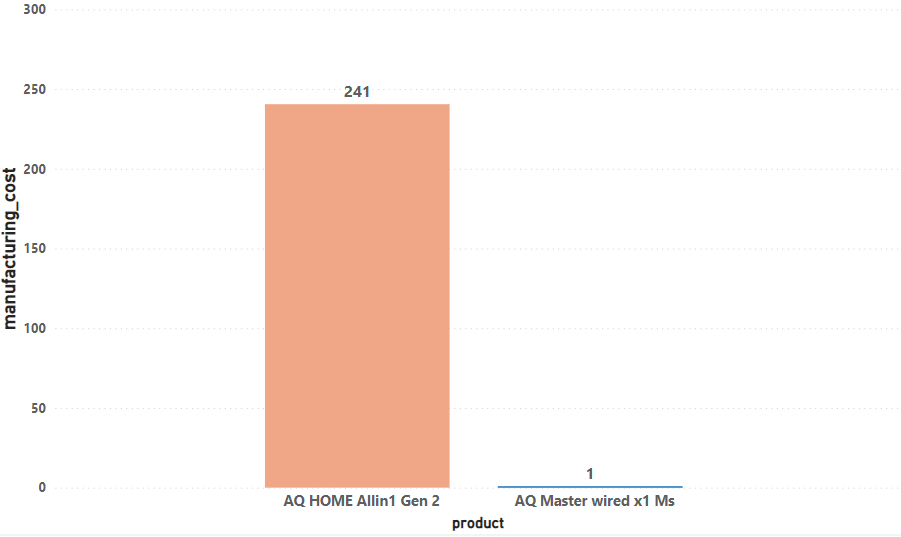 300
250
241
200
manufacturing_cost
150
100
50
1
0
AQ HOME Allin1 Gen 2
AQ Master wired x1 Ms
product